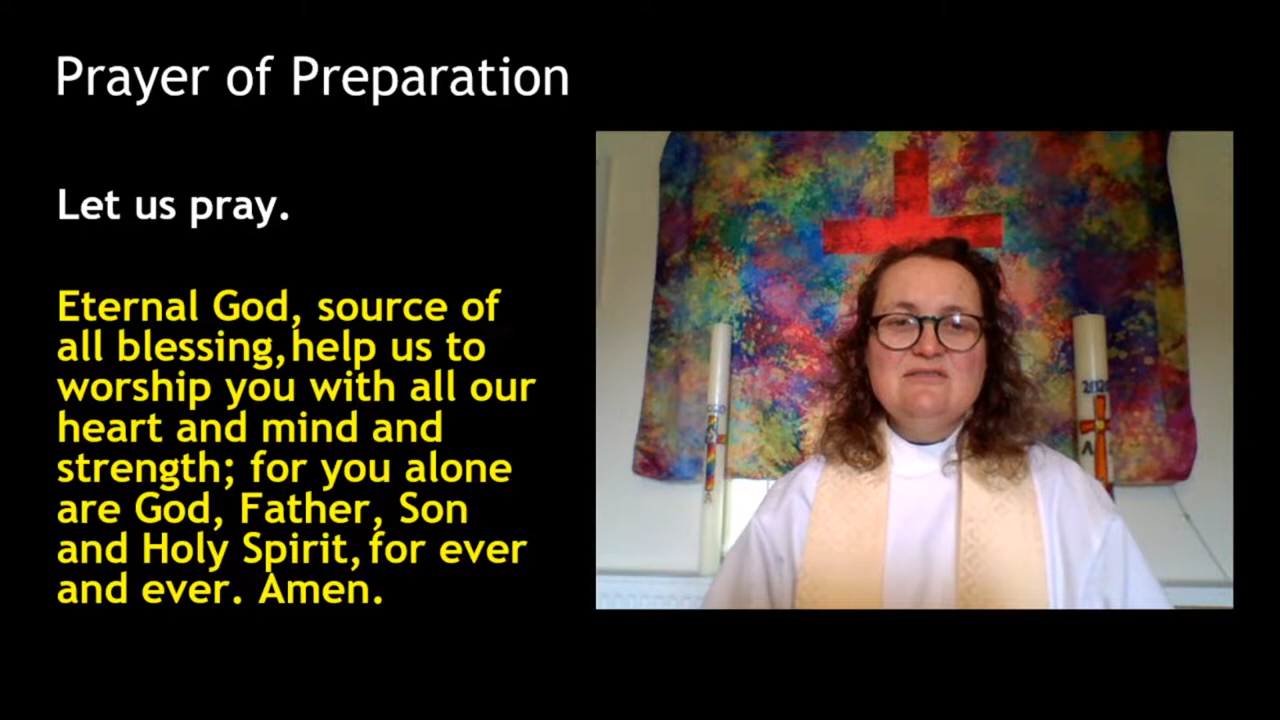 Prayer of Preparation
Let us pray.
Eternal God, source of
all blessing, help us to
worship you with all our
heart and mind and
strength; for you alone
are God, Father, Son
and Holy Spirit, for ever
and ever. Amen.